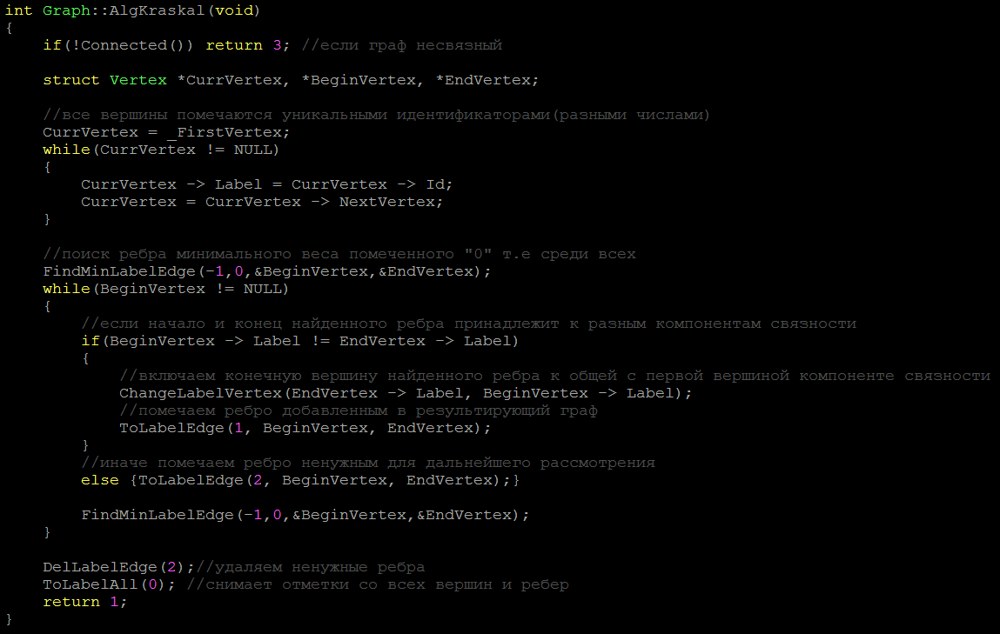 int Graph::AlgKraskal(void)
{
    if(!Connected()) return 3; //если граф несвязный

    struct Vertex *CurrVertex, *BeginVertex, *EndVertex;

    //все вершины помечаются уникальными идентификаторами(разными числами)
    CurrVertex = _FirstVertex;
    while(CurrVertex != NULL)
    {
        CurrVertex -> Label = CurrVertex -> Id;
        CurrVertex = CurrVertex -> NextVertex;
    }

    //поиск ребра минимального веса помеченного "0" т.е среди всех
    FindMinLabelEdge(-1,0,&BeginVertex,&EndVertex);
    while(BeginVertex != NULL)
    {
        //если начало и конец найденного ребра принадлежит к разным компонентам связности
        if(BeginVertex -> Label != EndVertex -> Label)
        {
            //включаем конечную вершину найденного ребра к общей с первой вершиной компоненте связности
            ChangeLabelVertex(EndVertex -> Label, BeginVertex -> Label);
            //помечаем ребро добавленным в результирующий граф
            ToLabelEdge(1, BeginVertex, EndVertex);
        }
        //иначе помечаем ребро ненужным для дальнейшего рассмотрения
        else {ToLabelEdge(2, BeginVertex, EndVertex);}

        FindMinLabelEdge(-1,0,&BeginVertex,&EndVertex);
    }

    DelLabelEdge(2);//удаляем ненужные ребра
    ToLabelAll(0); //снимает отметки со всех вершин и ребер
    return 1;
}